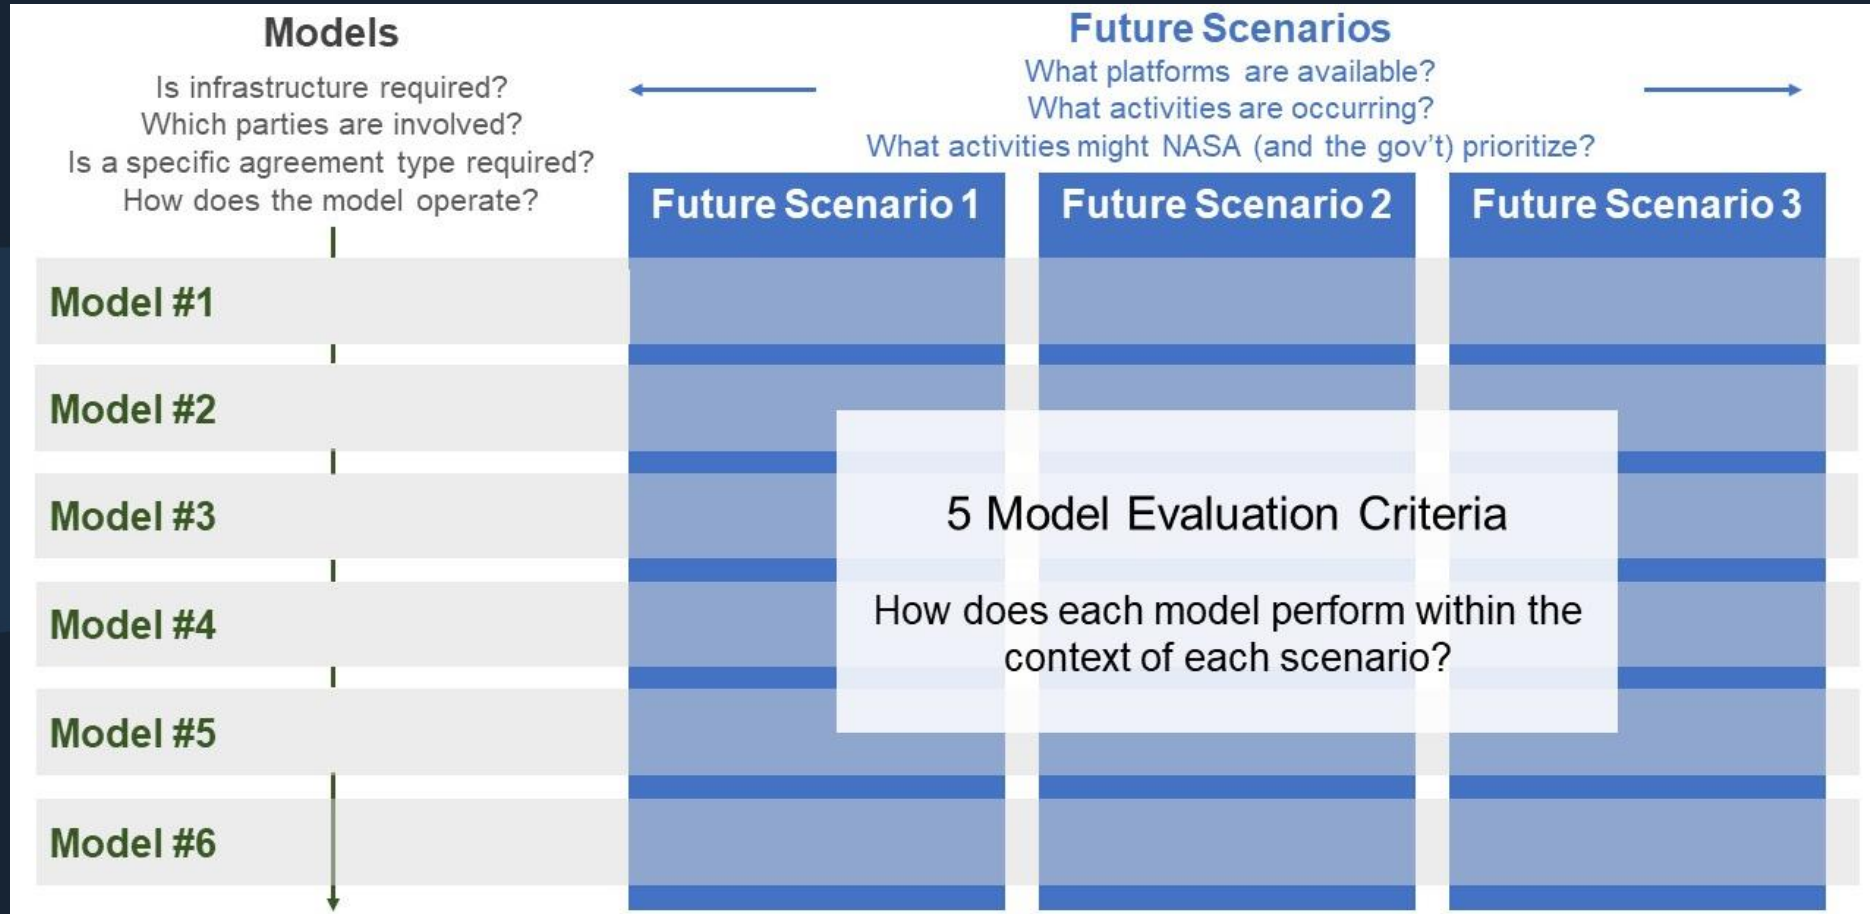 Models
Is infrastructure required?
Which parties are involved?
Is a specific agreement type required?
How does the model operate?
Future Scenarios
What platforms are available?
What activities are occurring?
What activities might NASA (and the gov't) prioritize?
Future Scenario 1
Future Scenario 2
Future Scenario 3
Model #1
Model #2
Model #3
Model #4
Model #5
Model #6
5 Model Evaluation Criteria
How does each model perform within the
context of each scenario?